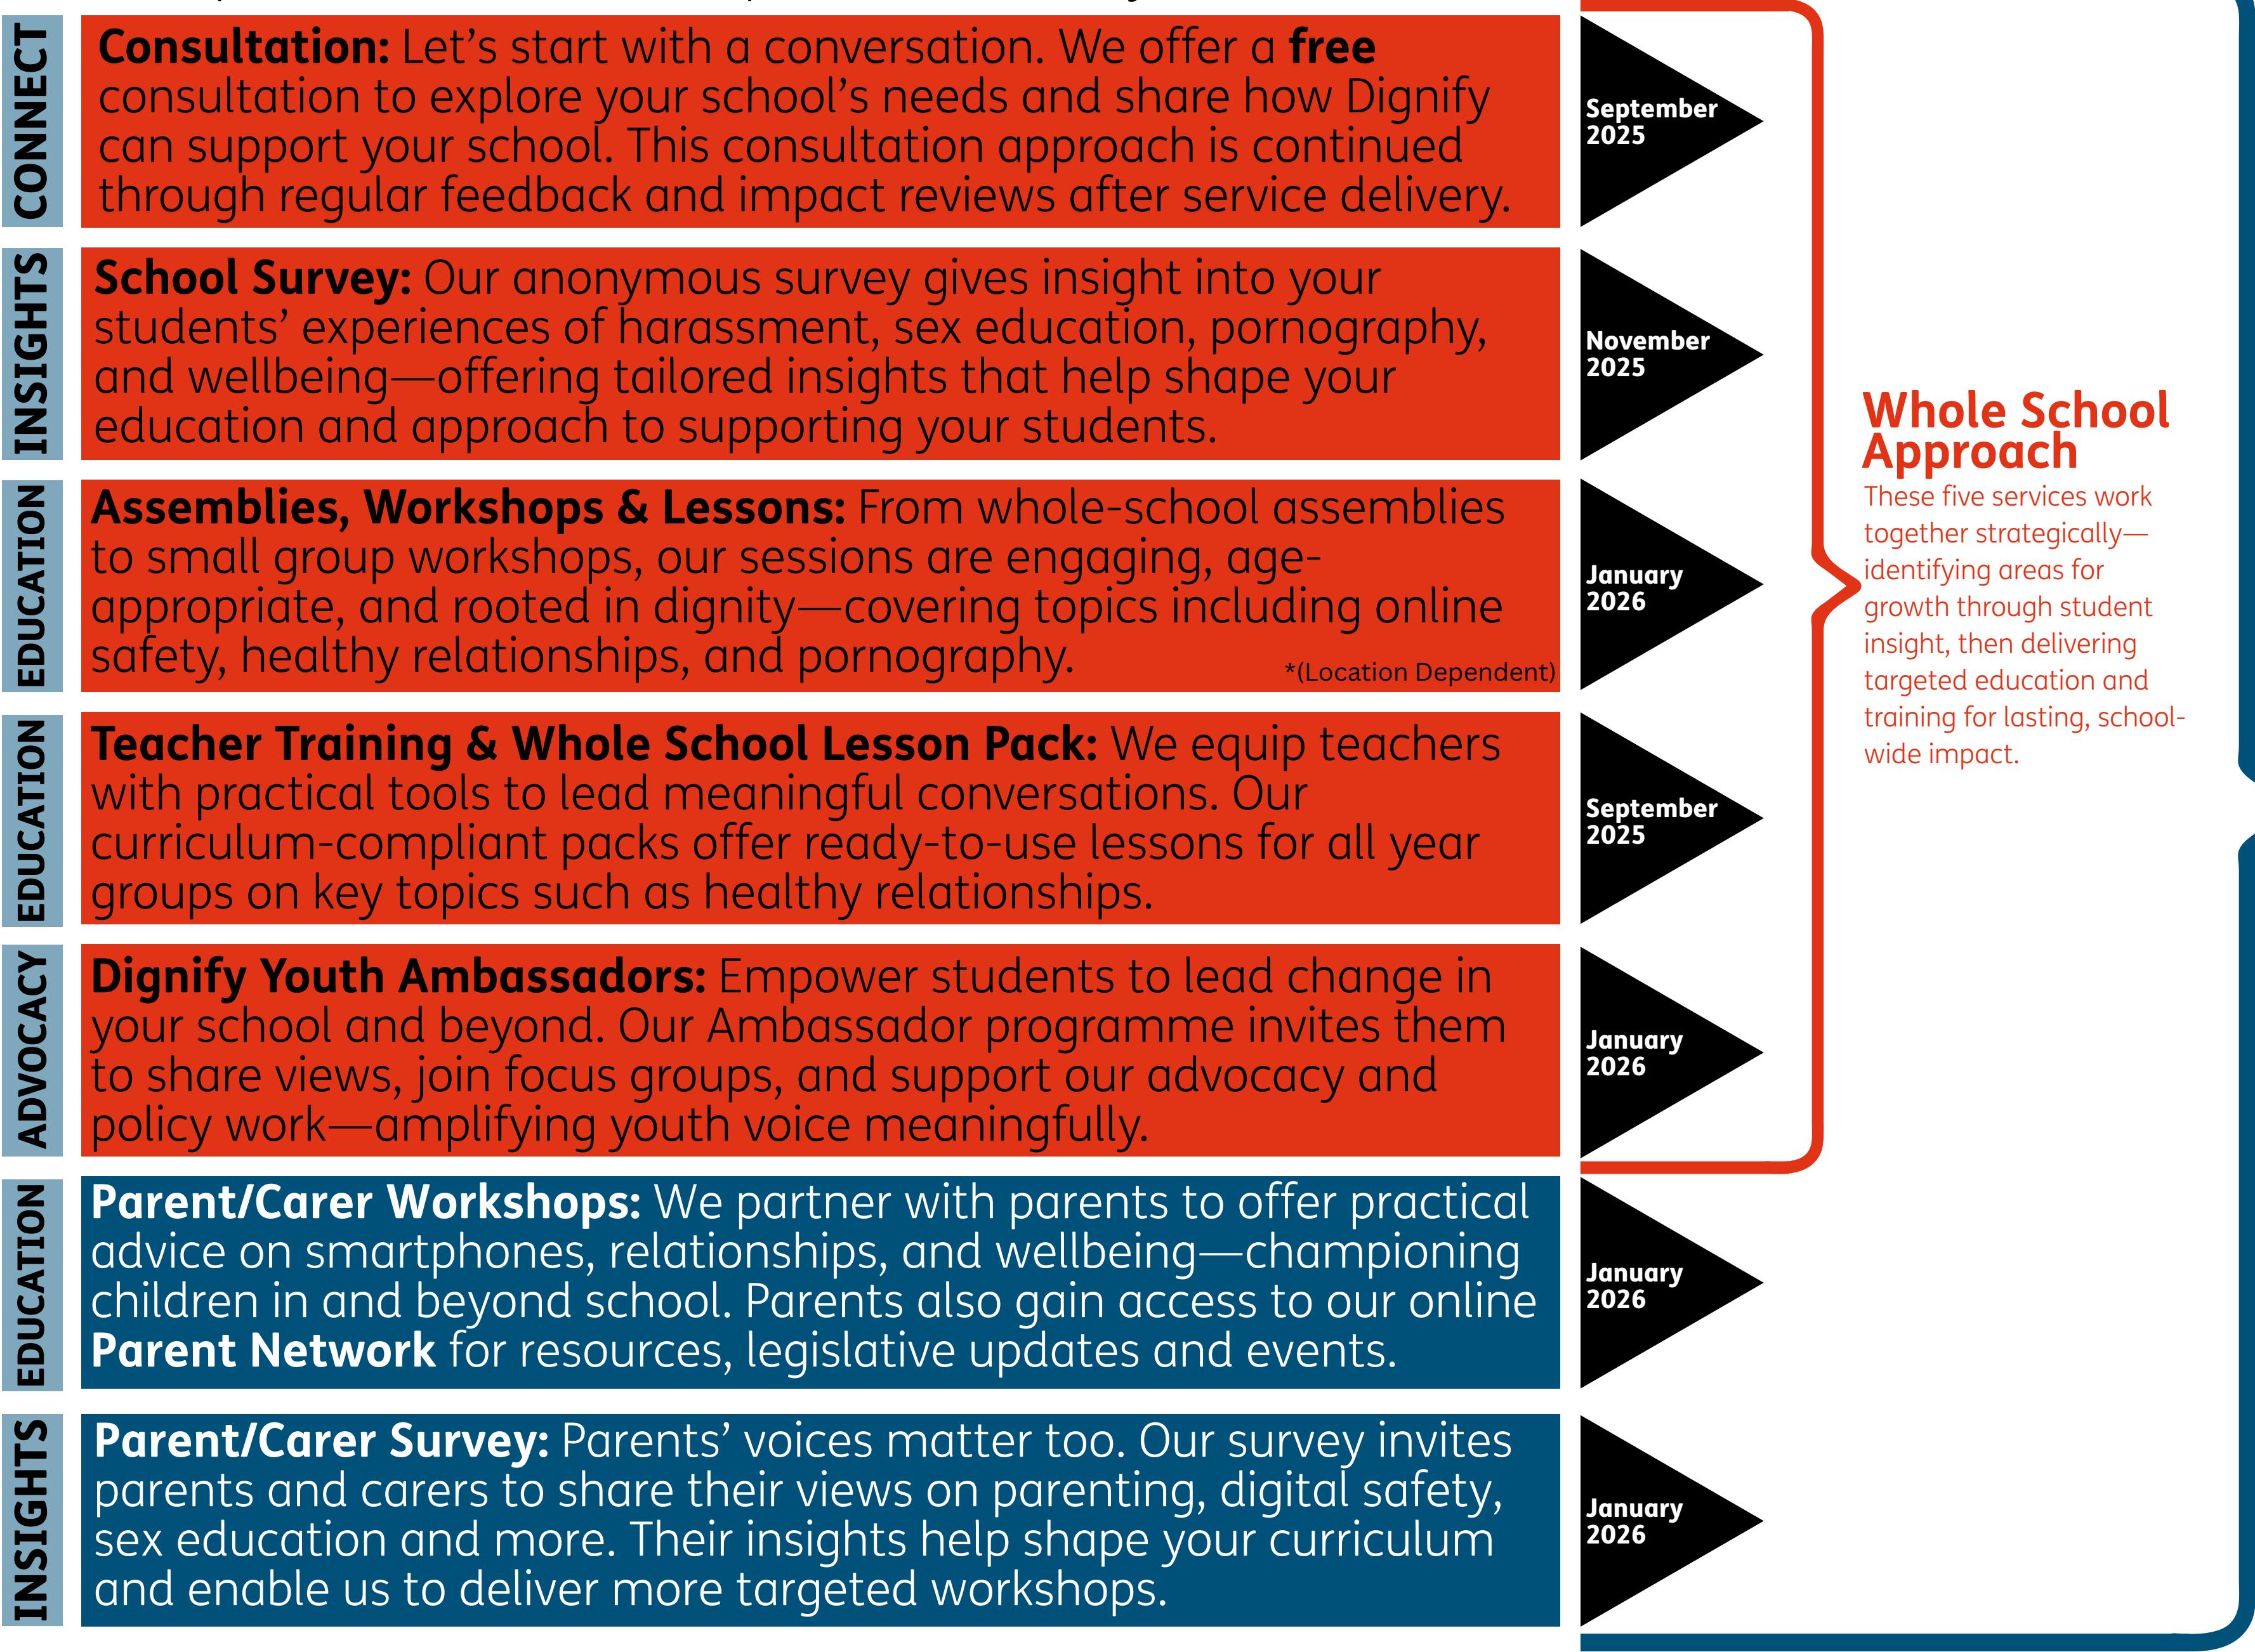 CONNECT
Consultation: Let’s start with a conversation. We offer a free
consultation to explore your school’s needs and share how Dignify
can support your school. This consultation approach is continued
through regular feedback and impact reviews after service delivery.
September
2025
INSIGHTS
School Survey: Our anonymous survey gives insight into your
students’ experiences of harassment, sex education, pornography,
and wellbeing—offering tailored insights that help shape your
education and approach to supporting your students.
November
2025
EDUCATION
Assemblies, Workshops & Lessons: From whole-school assemblies
to small group workshops, our sessions are engaging, age-
appropriate, and rooted in dignity—covering topics including online
safety, healthy relationships, and pornography.
*(Location Dependent)
January
2026
EDUCATION
Teacher Training & Whole School Lesson Pack: We equip teachers
with practical tools to lead meaningful conversations. Our
curriculum-compliant packs offer ready-to-use lessons for all year
groups on key topics such as healthy relationships.
September
2025
ADVOCACY
Dignify Youth Ambassadors: Empower students to lead change in
your school and beyond. Our Ambassador programme invites them
to share views, join focus groups, and support our advocacy and
policy work—amplifying youth voice meaningfully.
January
2026
Whole School
Approach
These five services work
together strategically—
identifying areas for
growth through student
insight, then delivering
targeted education and
training for lasting, school-
wide impact.
EDUCATION
Parent/Carer Workshops: We partner with parents to offer practical
advice on smartphones, relationships, and wellbeing—championing
children in and beyond school. Parents also gain access to our online
Parent Network for resources, legislative updates and events.
January
2026
INSIGHTS
Parent/Carer Survey: Parents’ voices matter too. Our survey invites
parents and carers to share their views on parenting, digital safety,
sex education and more. Their insights help shape your curriculum
and enable us to deliver more targeted workshops.
January
2026